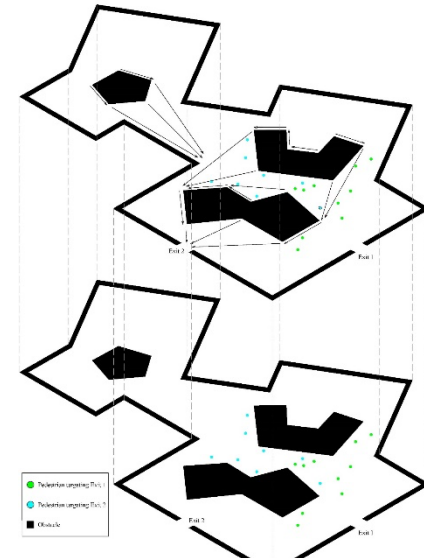 Exit 2
Exit 1
Pedestrian targeting Exit 1
Pedestrian targeting Exit 2
Obstacle
Exit 2
Exit 1